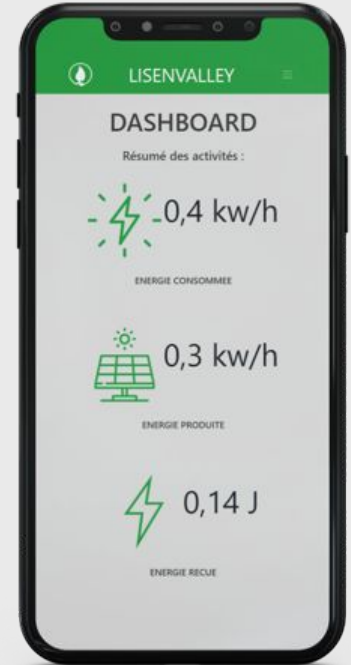 LISENVALLEY
DASHBOARD
Résumé des activités :
0,4 kw/h
ENERGIE CONSOMMEE
0,3 kw/h
ENERGIE PRODUITE
0,14 J
ENERGIE RECUE